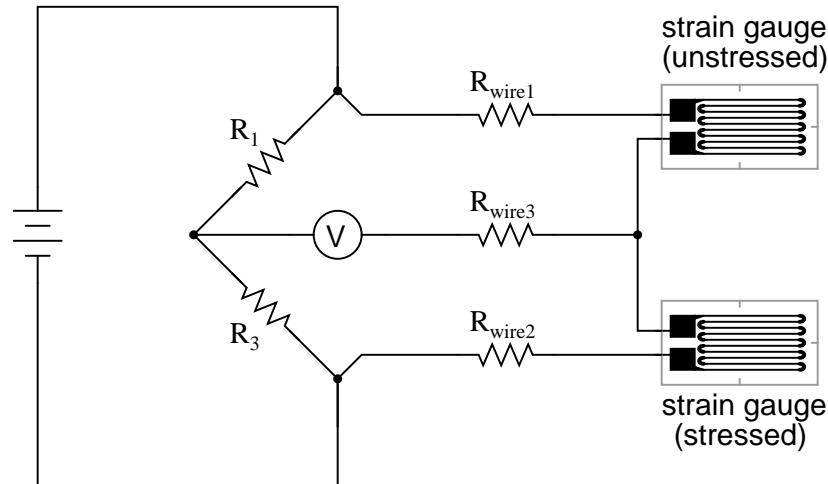 strain gauge
(unstressed)
Rwire1
R1
Rwire3
V
R3
Rwire2
strain gauge
(stressed)